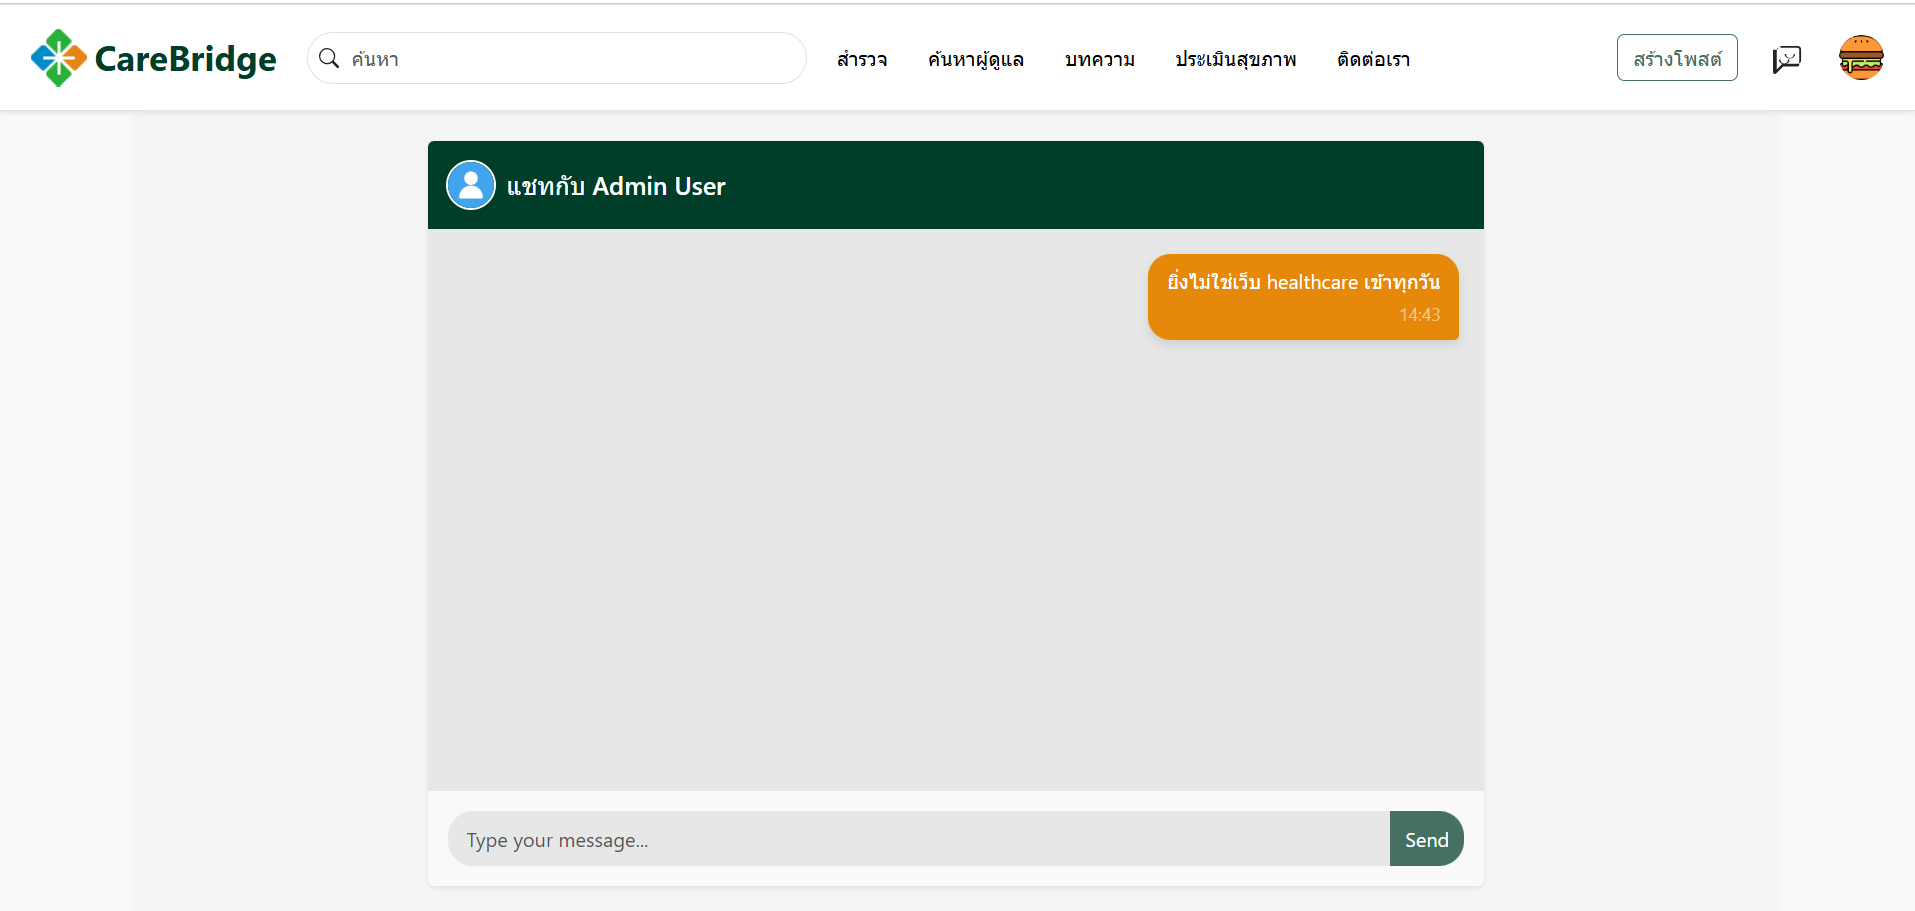 CareBridge
ค้นหา
สำรวจ
ค้นหาผู้ดูแล
บทความ
ประเมินสุขภาพ
ติดต่อเรา
สร้างโพสต์
แชทกับ Admin User
ยิ่งไม่ใช่เว็บ healthcare เข้าทุกวัน
14:43
Type your message...
Send